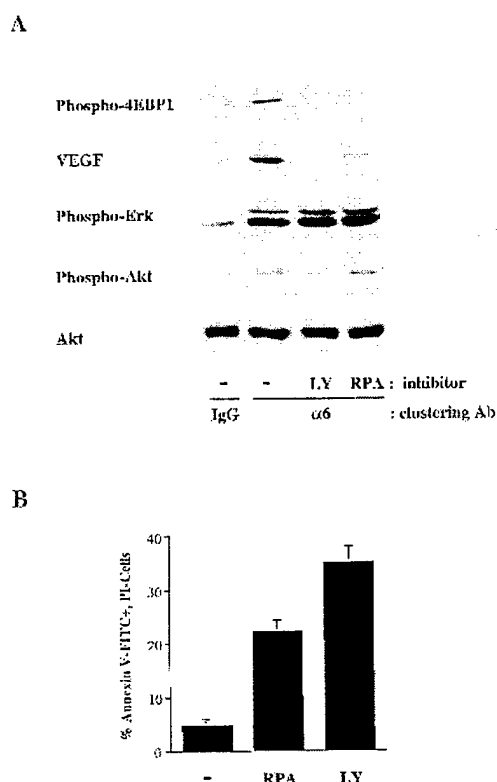 A
Phospho-4EBP1
VEGF
Phospho-Erk
Phospho-Akt
Akt
- - LY RPA : inhibitor
IgG α6 : clustering Ab
B
% Annexin V-FITC+, PI-Cells
40
30
20
10
0
- RPA LY